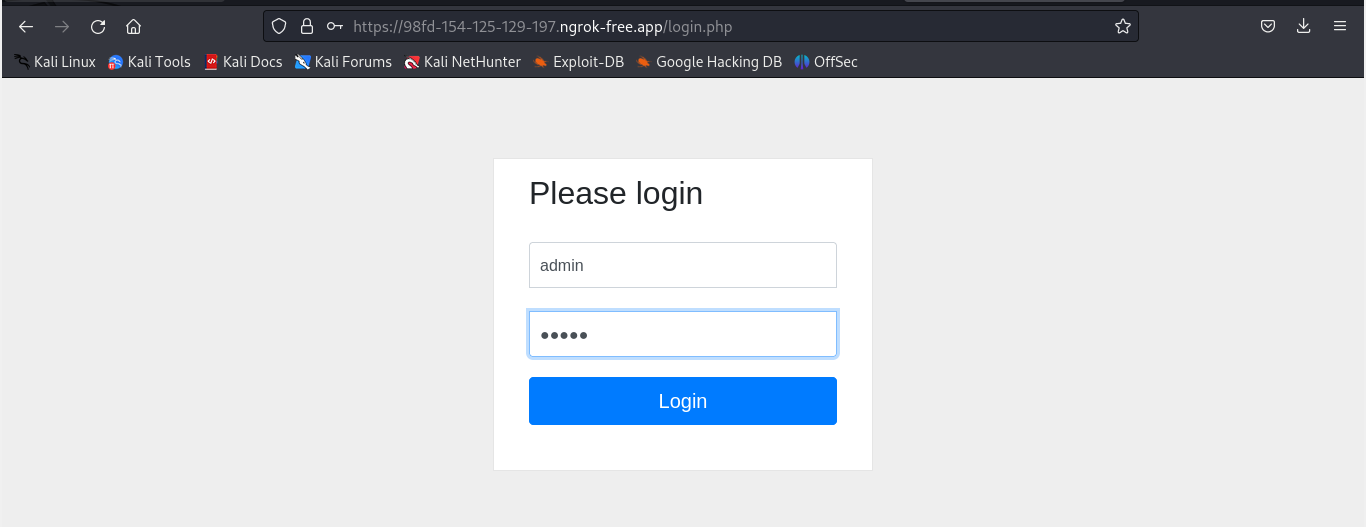 https://98fd-154-125-129-197.ngrok-free.app/login.php
Kali Linux Kali Tools Kali Docs Kali Forums Kali NetHunter Exploit-DB Google Hacking DB OffSec
Please login
admin
•••••
Login